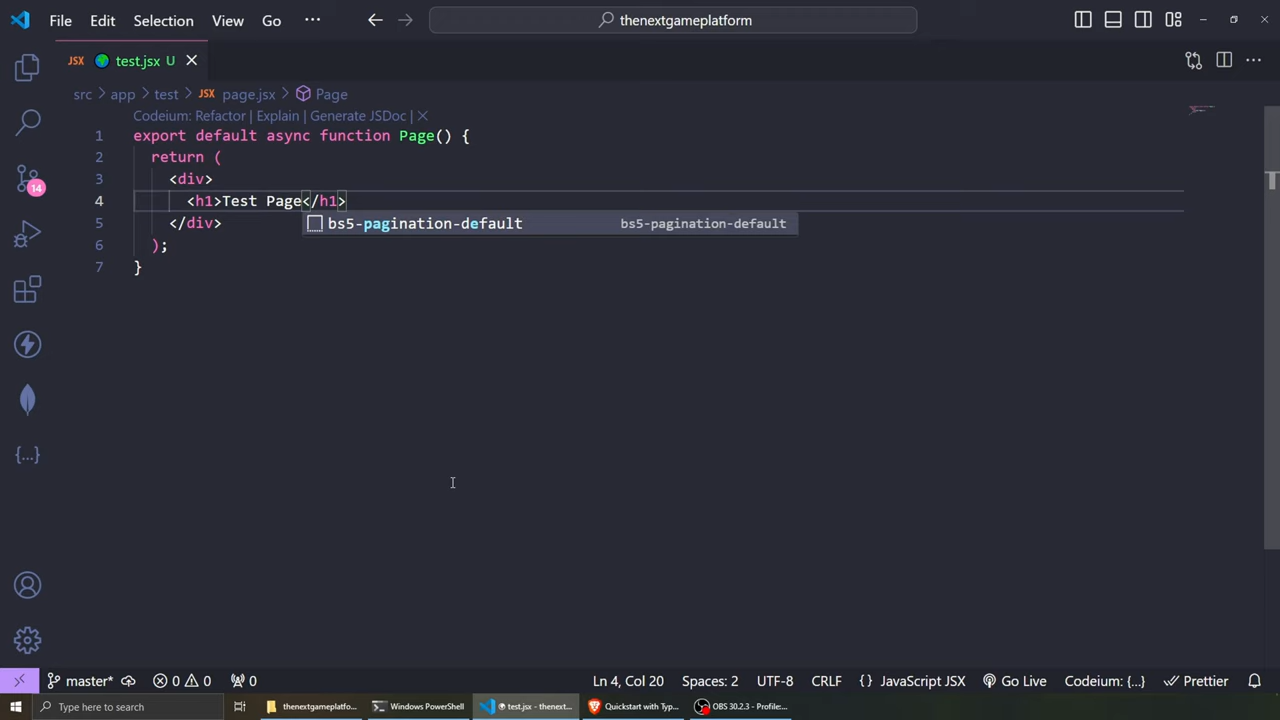 File Edit Selection View Go ··· thenextgameplatform
JSX test.jsx U
src > app > test > JSX page.jsx > Page
Codeium: Refactor | Explain | Generate JSDoc | ×
1 export default async function Page() {
2 return (
3 <div>
4 <h1>Test Page</h1>
5 </div>
bs5-pagination-default bs5-pagination-default
6 );
7 }
14
master* 0 0 0 Ln 4, Col 20 Spaces: 2 UTF-8 CRLF {} JavaScript JSX Go Live Codeium: {...} Prettier
Type here to search thenextgameplatfo... Windows PowerShell test.jsx - thenext... Quickstart with Typ... OBS 30.2.3 - Profile:...